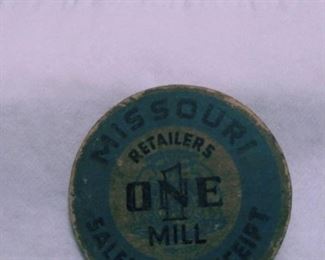 MISSOURI
RETAILERS
1
ONE
MILL
SALES RECEIPT